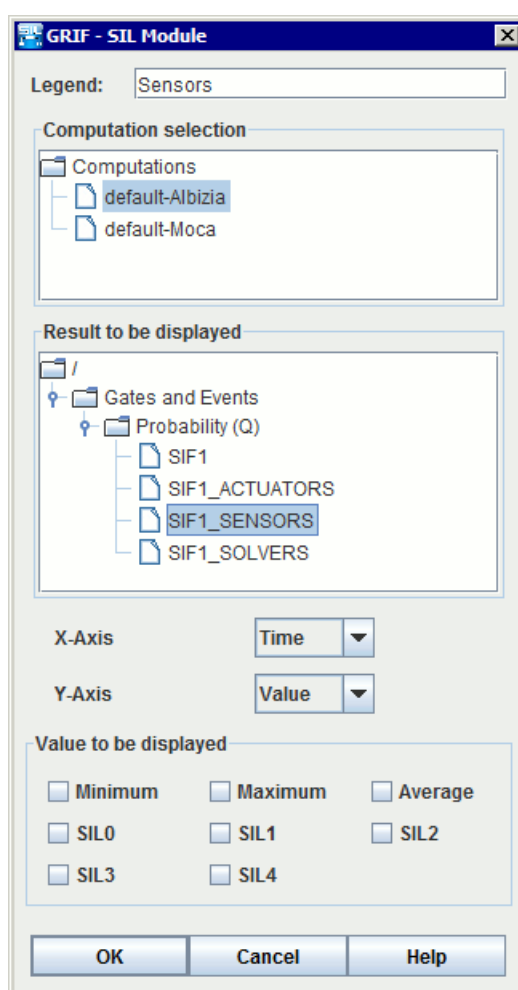 SIL GRIF - SIL Module
Legend: Sensors
Computation selection
Computations
default-Albizia
default-Moca
Result to be displayed
/
Gates and Events
Probability (Q)
SIF1
SIF1_ACTUATORS
SIF1_SENSORS
SIF1_SOLVERS
X-Axis Time
Y-Axis Value
Value to be displayed
Minimum Maximum Average
SIL0 SIL1 SIL2
SIL3 SIL4
OK Cancel Help